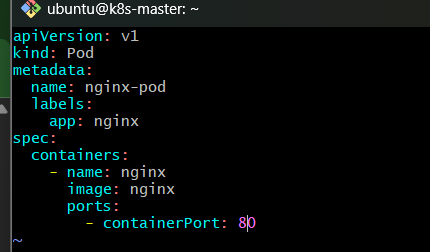 ubuntu@k8s-master: ~
apiVersion: v1
kind: Pod
metadata:
  name: nginx-pod
  labels:
    app: nginx
spec:
  containers:
    - name: nginx
      image: nginx
      ports:
        - containerPort: 80
~